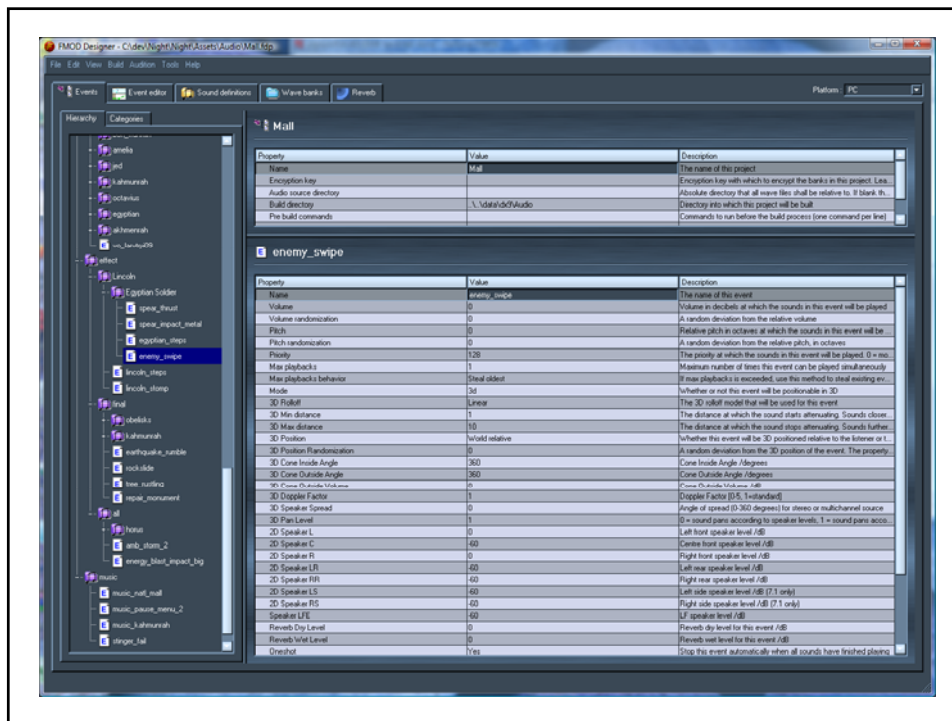 FMOD Designer - C:\dev\Night\Night\Assets\Audio\Mall.fdp
File Edit View Build Audition Tools Help
Events Event editor Sound definitions Wave banks Reverb Platform : PC
Hierarchy Categories
amelia
jed
kahmunrah
octavius
egyptian
akhmenrah
effect
Lincoln
Egyptian Soldier
spear_thrust
spear_impact_metal
egyptian_steps
enemy_swipe
lincoln_steps
lincoln_stomp
final
obelisks
kahmunrah
earthquake_rumble
rockslide
tree_rustling
repair_monument
all
horus
amb_storm_2
energy_blast_impact_big
music
music_natl_mall
music_pause_menu_2
music_kahmunrah
stinger_fail
Mall
Property Value Description
Name Mall The name of this project
Encryption key Encryption key with which to encrypt the banks in this project. Lea...
Audio source directory Absolute directory that all wave files shall be relative to. If blank th...
Build directory ..\..\data\dx9\Audio Directory into which this project will be built
Pre build commands Commands to run before the build process (one command per line)
enemy_swipe
Property Value Description
Name enemy_swipe The name of this event
Volume 0 Volume in decibels at which the sounds in this event will be played
Volume randomization 0 A random deviation from the relative volume
Pitch 0 Relative pitch in octaves at which the sounds in this event will be ...
Pitch randomization 0 A random deviation from the relative pitch, in octaves
Priority 128 The priority at which the sounds in this event will be played. 0 = mo...
Max playbacks 1 Maximum number of times this event can be played simultaneously
Max playbacks behavior Steal oldest If max playbacks is exceeded, use this method to steal existing ev...
Mode 3d Whether or not this event will be positionable in 3D
3D Rolloff Linear The 3D rolloff model that will be used for this event
3D Min distance 1 The distance at which the sound starts attenuating. Sounds closer...
3D Max distance 10 The distance at which the sound stops attenuating. Sounds further...
3D Position World relative Whether this event will be 3D positioned relative to the listener or t...
3D Position Randomization 0 A random deviation from the 3D position of the event. The property...
3D Cone Inside Angle 360 Cone Inside Angle /degrees
3D Cone Outside Angle 360 Cone Outside Angle /degrees
3D Cone Outside Volume 0 Cone Outside Volume /dB
3D Doppler Factor 1 Doppler Factor [0-5, 1=standard]
3D Speaker Spread 0 Angle of spread (0-360 degrees) for stereo or multichannel source
3D Pan Level 1 0 = sound pans according to speaker levels, 1 = sound pans acco...
2D Speaker L 0 Left front speaker level /dB
2D Speaker C -60 Centre front speaker level /dB
2D Speaker R 0 Right front speaker level /dB
2D Speaker LR -60 Left rear speaker level /dB
2D Speaker RR -60 Right rear speaker level /dB
2D Speaker LS -60 Left side speaker level /dB (7.1 only)
2D Speaker RS -60 Right side speaker level /dB (7.1 only)
Speaker LFE -60 LF speaker level /dB
Reverb Dry Level 0 Reverb dry level for this event /dB
Reverb Wet Level 0 Reverb wet level for this event /dB
Oneshot Yes Stop this event automatically when all sounds have finished playing